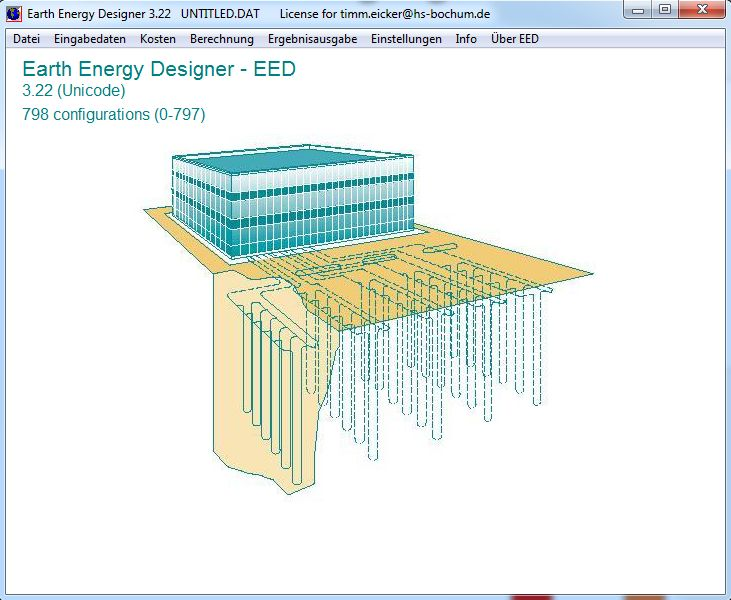 Earth Energy Designer 3.22 UNTITLED.DAT License for timm.eicker@hs-bochum.de
Datei Eingabedaten Kosten Berechnung Ergebnisausgabe Einstellungen Info Über EED
Earth Energy Designer - EED
3.22 (Unicode)
798 configurations (0-797)